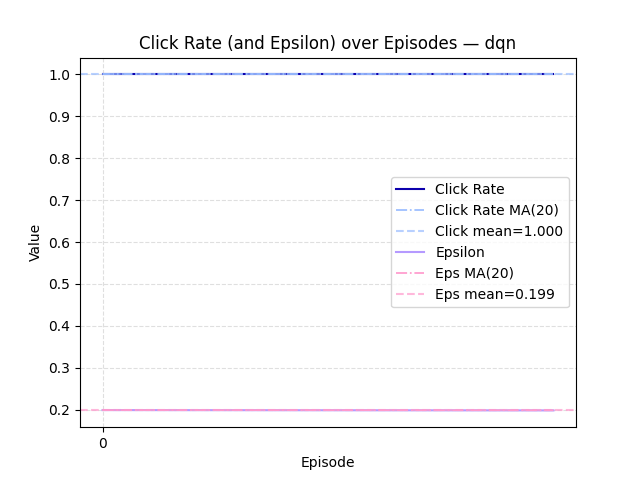 Click Rate (and Epsilon) over Episodes — dqn
1.0
0.9
0.8
0.7
0.6
0.5
0.4
0.3
0.2
Value
Click Rate
Click Rate MA(20)
Click mean=1.000
Epsilon
Eps MA(20)
Eps mean=0.199
0
Episode